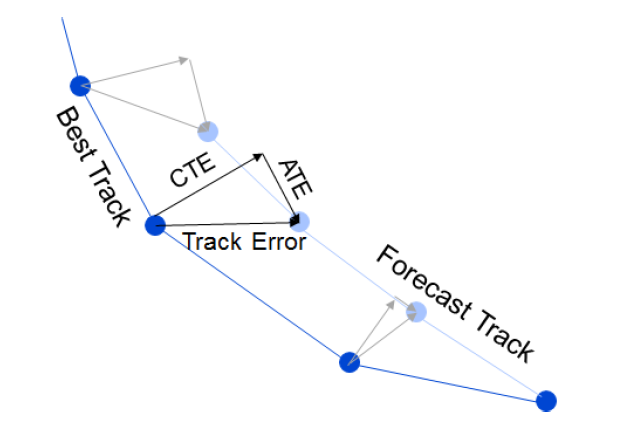 Best Track
CTE
ATE
Track Error
Forecast Track